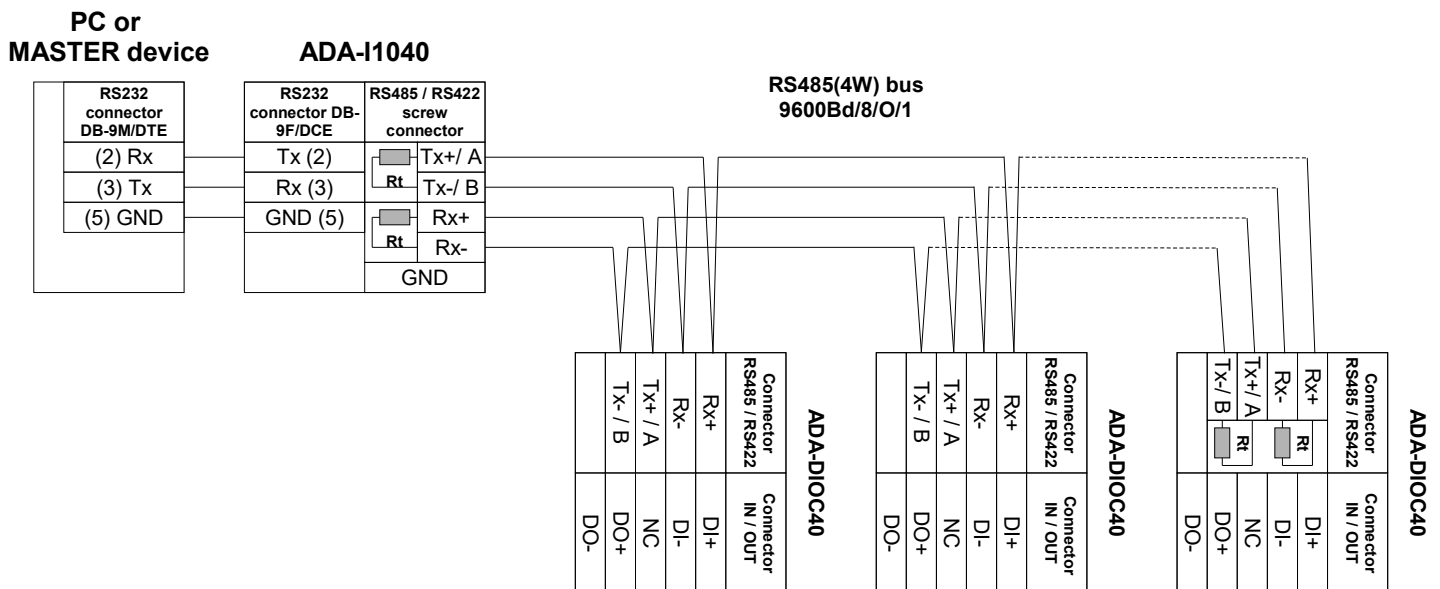 PC or
MASTER device
ADA-I1040
RS485(4W) bus
9600Bd/8/O/1
RS232
connector
DB-9M/DTE
(2) Rx
(3) Tx
(5) GND
RS232
connector DB-
9F/DCE
Tx (2)
Rx (3)
GND (5)
RS485 / RS422
screw
connector
Rt
Tx+/ A
Tx-/ B
Rt
Rx+
Rx-
GND
ADA-DIOC40
Connector
RS485 / RS422
Rx+
Rx-
Tx+ / A
Tx- / B
Connector
IN / OUT
DI+
DI-
NC
DO+
DO-
ADA-DIOC40
Connector
RS485 / RS422
Rx+
Rx-
Tx+ / A
Tx- / B
Connector
IN / OUT
DI+
DI-
NC
DO+
DO-
ADA-DIOC40
Connector
RS485 / RS422
Rx+
Rx-
Tx+/ A
Tx-/ B
Rt
Rt
Connector
IN / OUT
DI+
DI-
NC
DO+
DO-